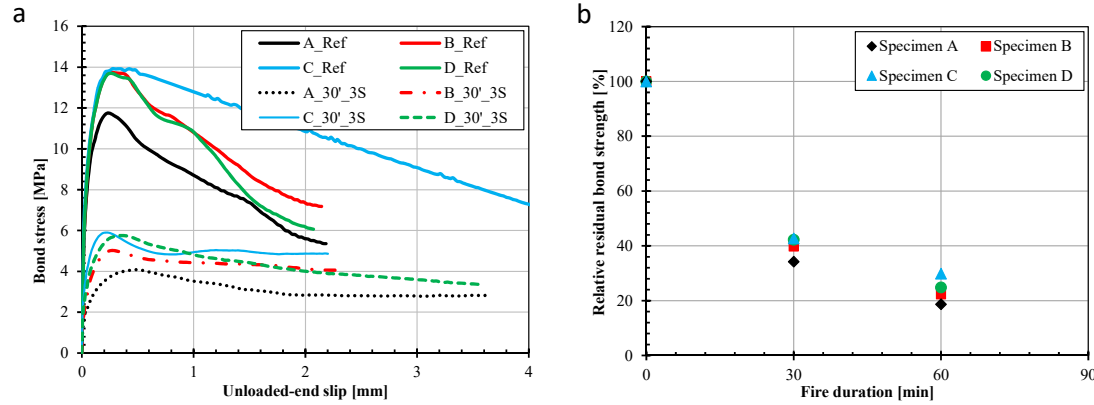 a
16
14
12
10
8
6
4
2
0
Bond stress [MPa]
A_Ref B_Ref
C_Ref D_Ref
A_30'_3S B_30'_3S
C_30'_3S D_30'_3S
0 1 2 3 4
Unloaded-end slip [mm]
b
120
100
80
60
40
20
0
Relative residual bond strength [%]
Specimen A Specimen B
Specimen C Specimen D
0 30 60 90
Fire duration [min]